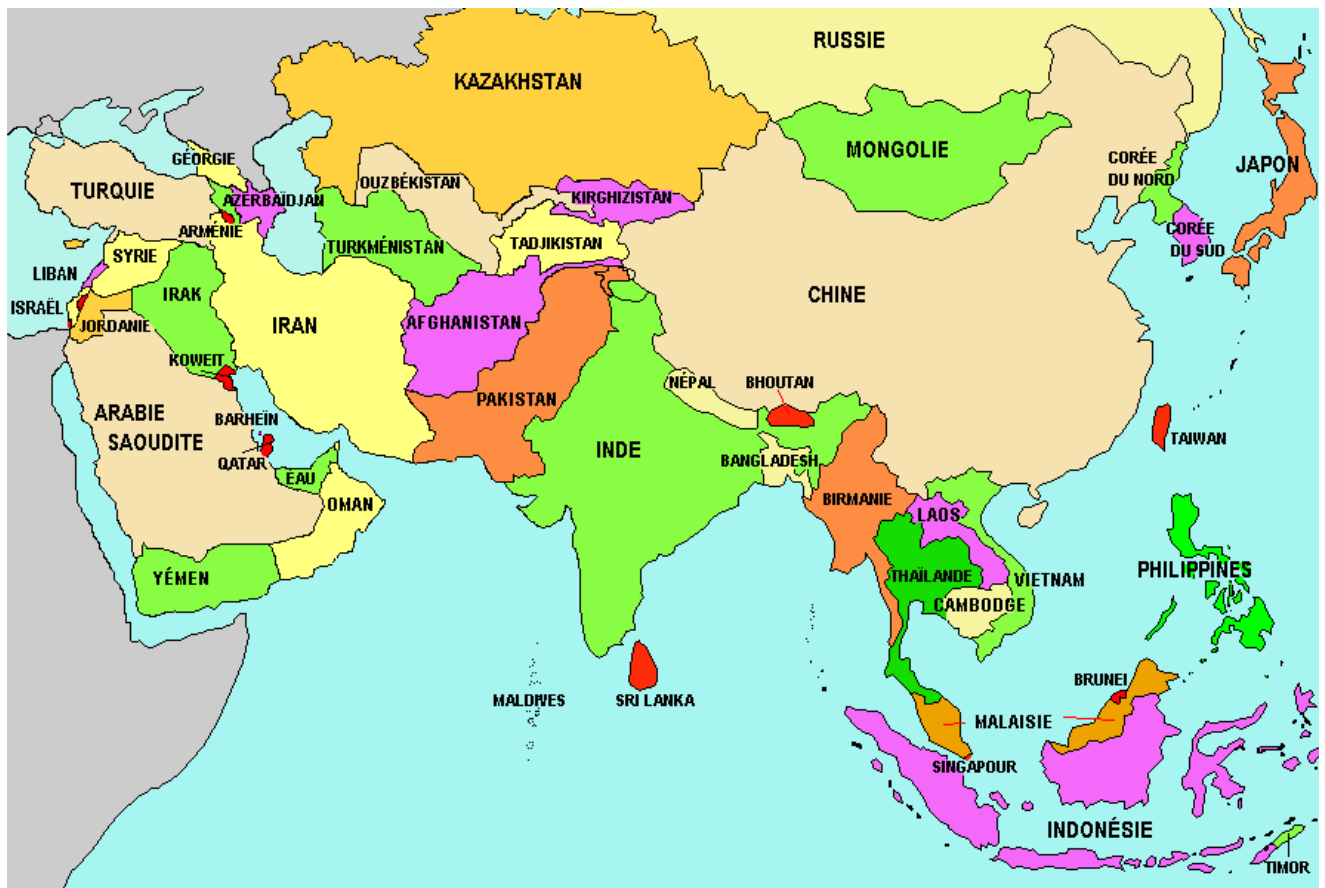 RUSSIE
KAZAKHSTAN
MONGOLIE
GÉORGIE
CORÉE
DU NORD
JAPON
TURQUIE
OUZBÉKISTAN
KIRGHIZISTAN
AZERBAÏDJAN
ARMÉNIE
TURKMÉNISTAN
TADJIKISTAN
CORÉE
DU SUD
SYRIE
LIBAN
IRAK
CHINE
ISRAËL
JORDANIE
IRAN
AFGHANISTAN
KOWEIT
NÉPAL
BHOUTAN
PAKISTAN
ARABIE
SAOUDITE
BARHEÏN
TAIWAN
INDE
QATAR
BANGLADESH
EAU
OMAN
BIRMANIE
LAOS
YÉMEN
THAÏLANDE
VIETNAM
PHILIPPINES
CAMBODGE
BRUNEI
MALDIVES
SRI LANKA
MALAISIE
SINGAPOUR
INDONÉSIE
TIMOR